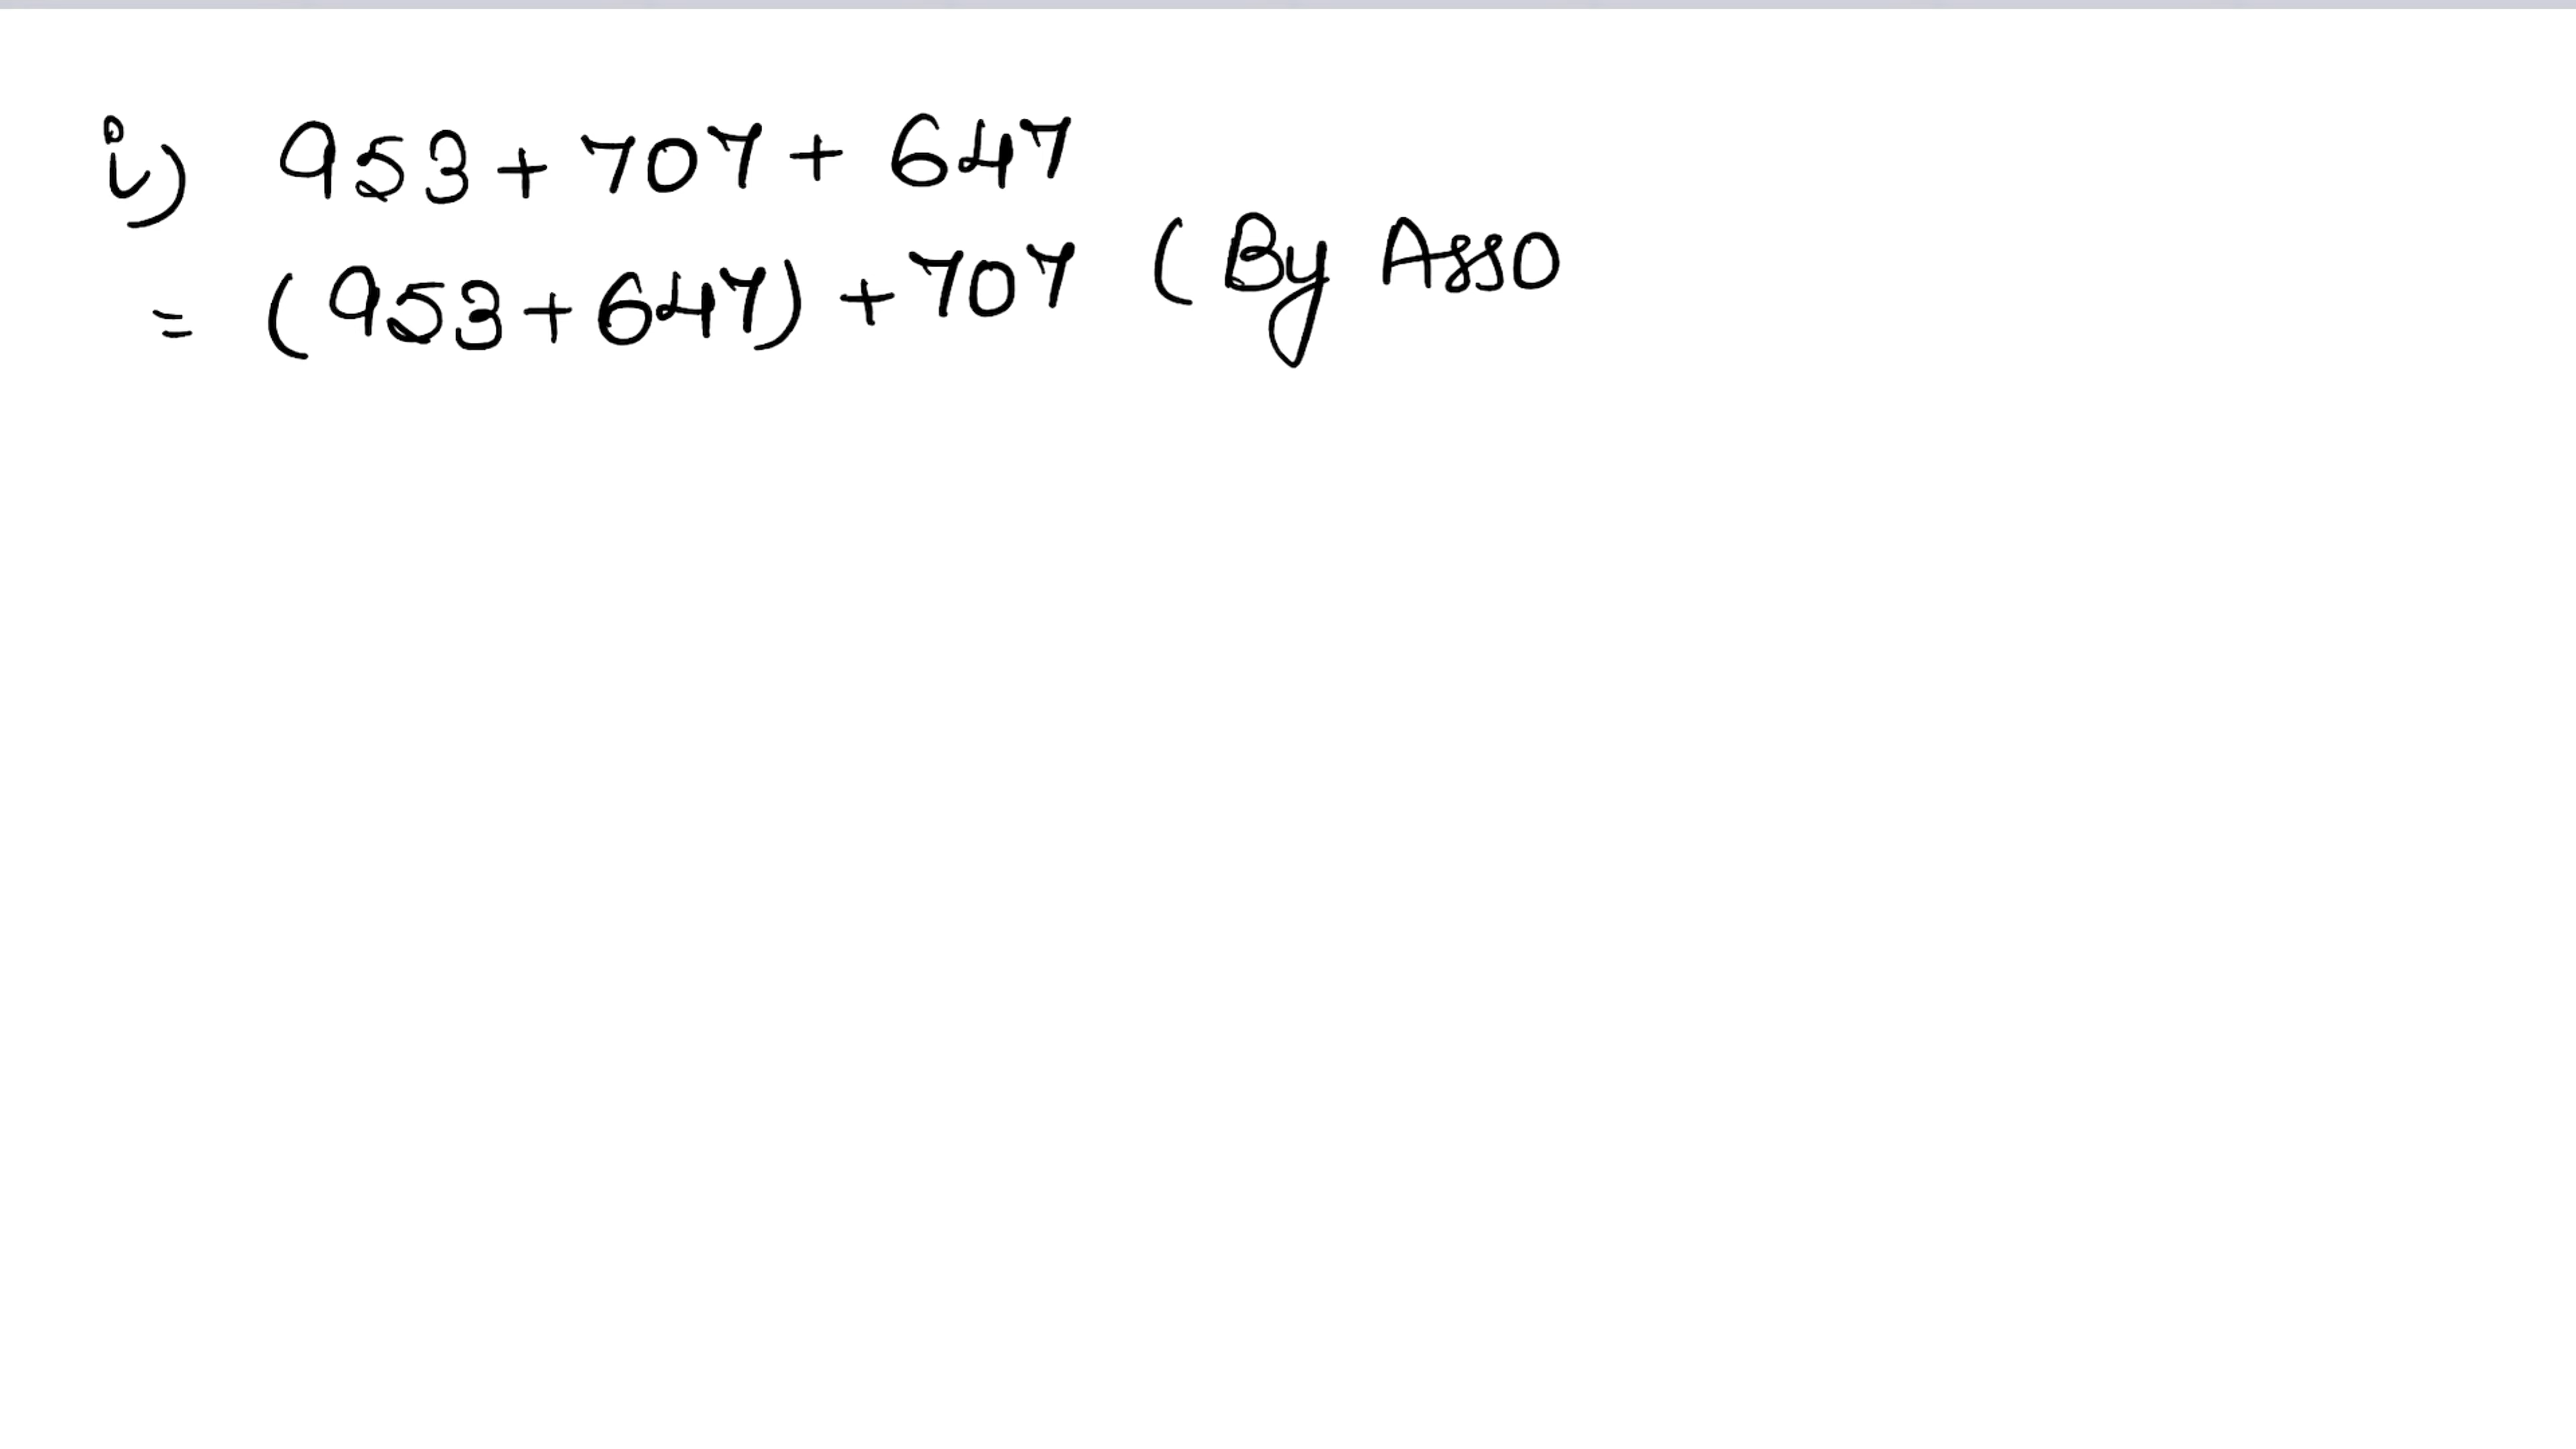 i) 953 + 707 + 647
= (953 + 647) + 707 (By Asso